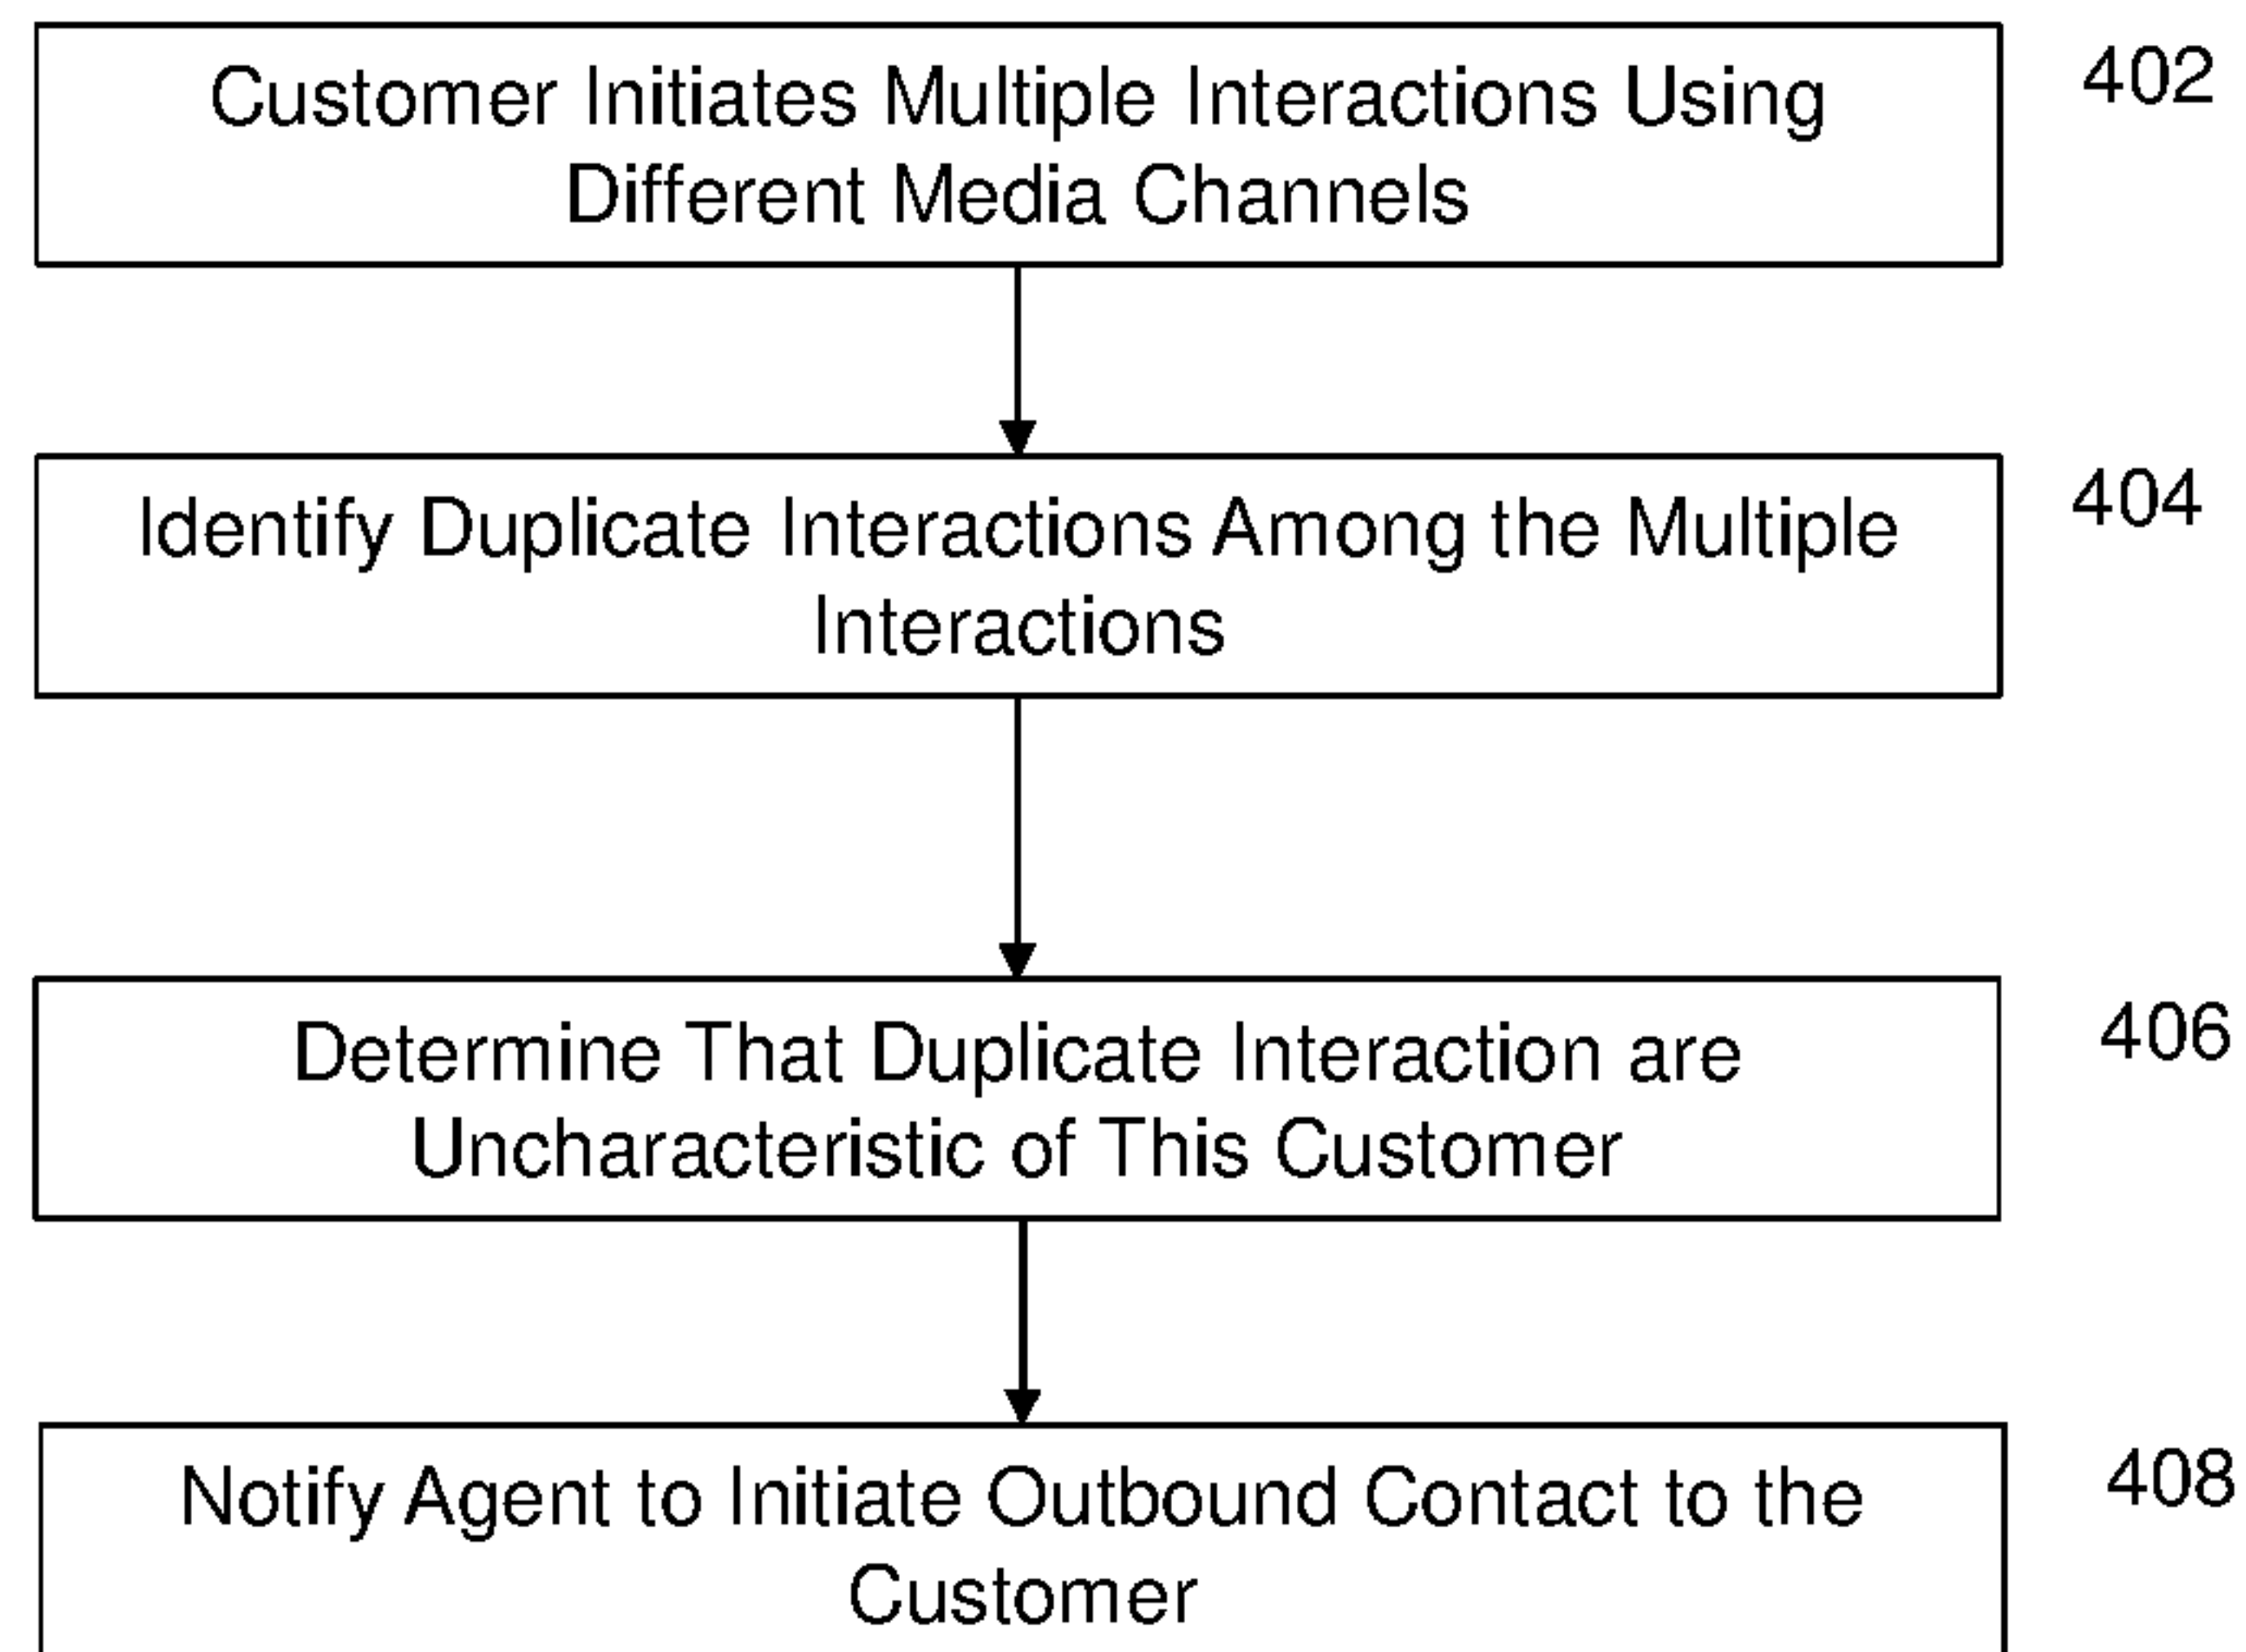 Customer Initiates Multiple Interactions Using
Different Media Channels
402
Identify Duplicate Interactions Among the Multiple
Interactions
404
Determine That Duplicate Interaction are
Uncharacteristic of This Customer
406
Notify Agent to Initiate Outbound Contact to the
Customer
408